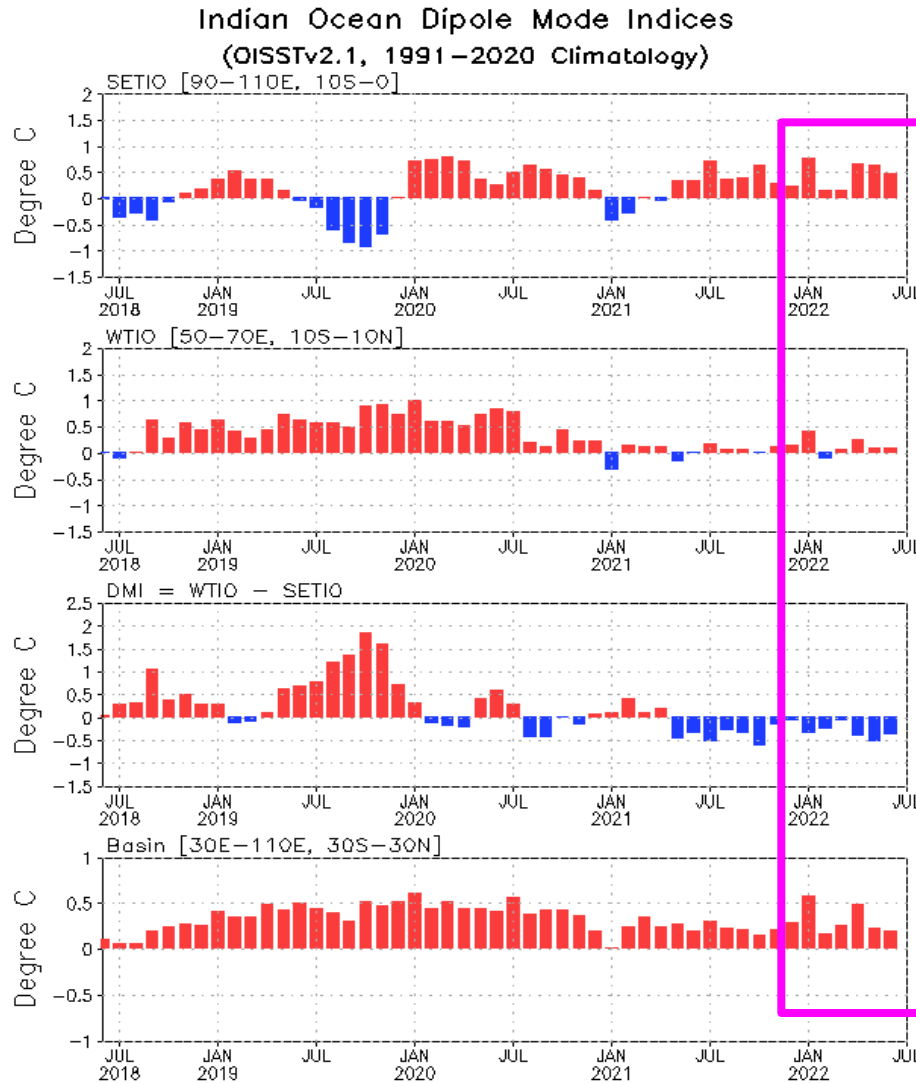 Indian Ocean Dipole Mode Indices
(OISSTv2.1, 1991-2020 Climatology)
SETIO [90-110E, 10S-0]
2
1.5
1
0.5
0
-0.5
-1
-1.5
Degree C
JUL JAN JUL JAN JUL JAN JUL JAN JUL
2018 2019 2020 2021 2022
WTIO [50-70E, 10S-10N]
2
1.5
1
0.5
0
-0.5
-1
-1.5
Degree C
JUL JAN JUL JAN JUL JAN JUL JAN JUL
2018 2019 2020 2021 2022
DMI = WTIO - SETIO
2.5
2
1.5
1
0.5
0
-0.5
-1
-1.5
Degree C
JUL JAN JUL JAN JUL JAN JUL JAN JUL
2018 2019 2020 2021 2022
Basin [30E-110E, 30S-30N]
1
0.5
0
-0.5
-1
Degree C
JUL JAN JUL JAN JUL JAN JUL JAN JUL
2018 2019 2020 2021 2022